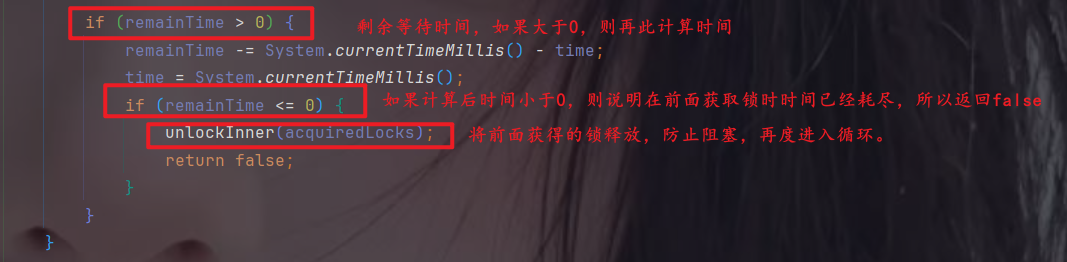 if (remainTime > 0) { 剩余等待时间，如果大于0，则再此计算时间
remainTime -= System.currentTimeMillis() - time;
time = System.currentTimeMillis();
if (remainTime <= 0) { 如果计算后时间小于0，则说明在前面获取锁时时间已经耗尽，所以返回false
unlockInner(acquiredLocks); 将前面获得的锁释放，防止阻塞，再度进入循环。
return false;
}
}
}